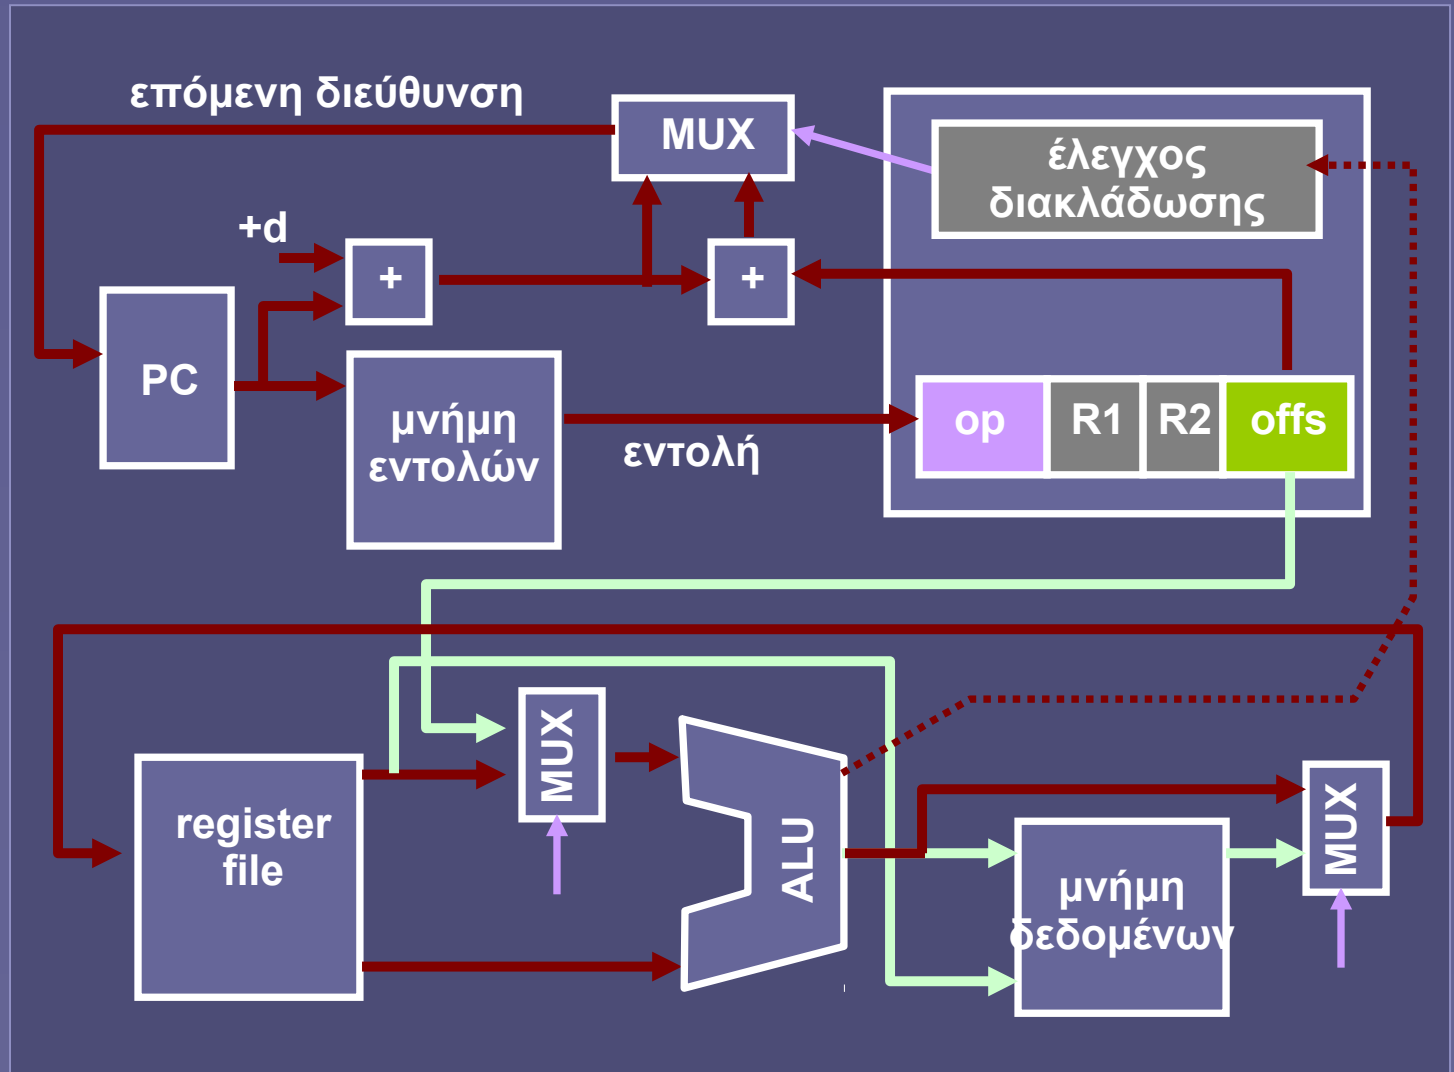 επόμενη διεύθυνση
MUX
έλεγχος
διακλάδωσης
+d
+
+
PC
μνήμη
εντολών
εντολή
op
R1
R2
offs
MUX
register
file
ALU
MUX
μνήμη
δεδομένων